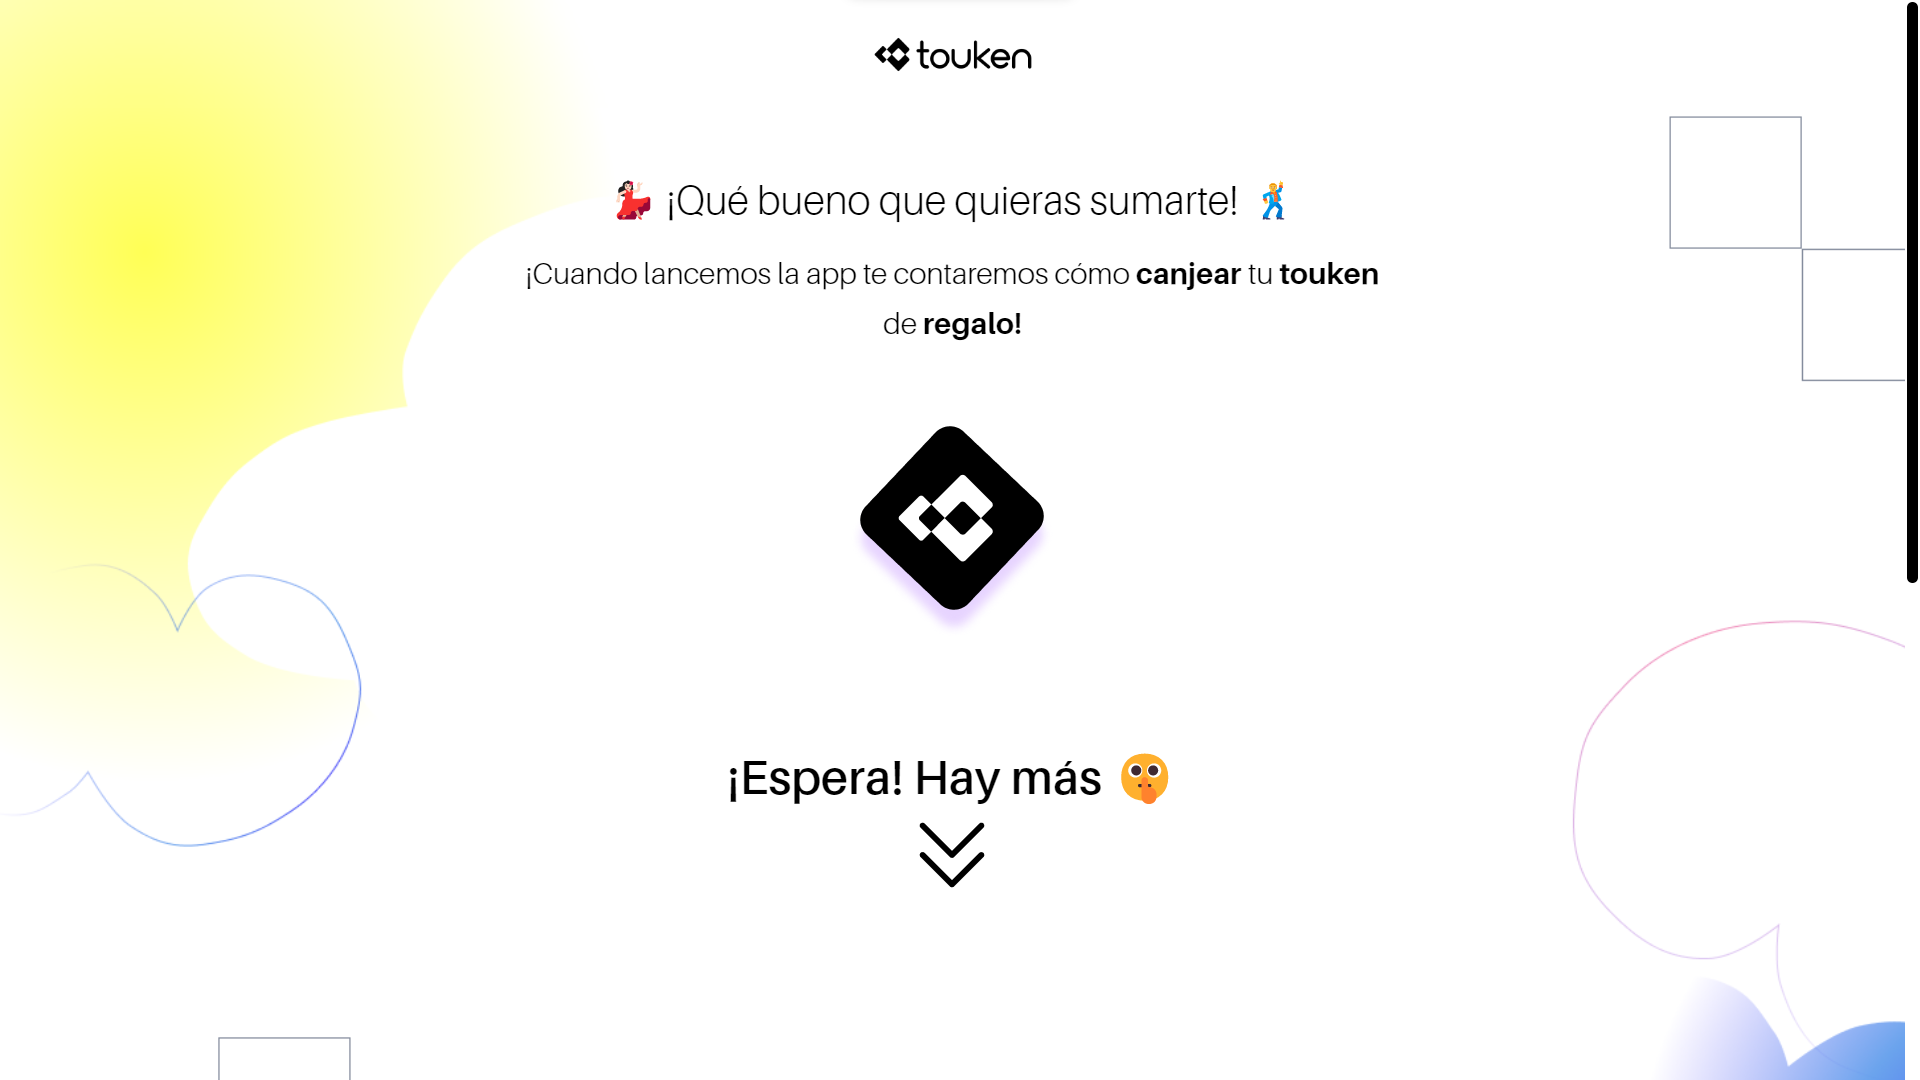 touken
¡Qué bueno que quieras sumarte!
¡Cuando lancemos la app te contaremos cómo canjear tu touken
de regalo!
¡Espera! Hay más